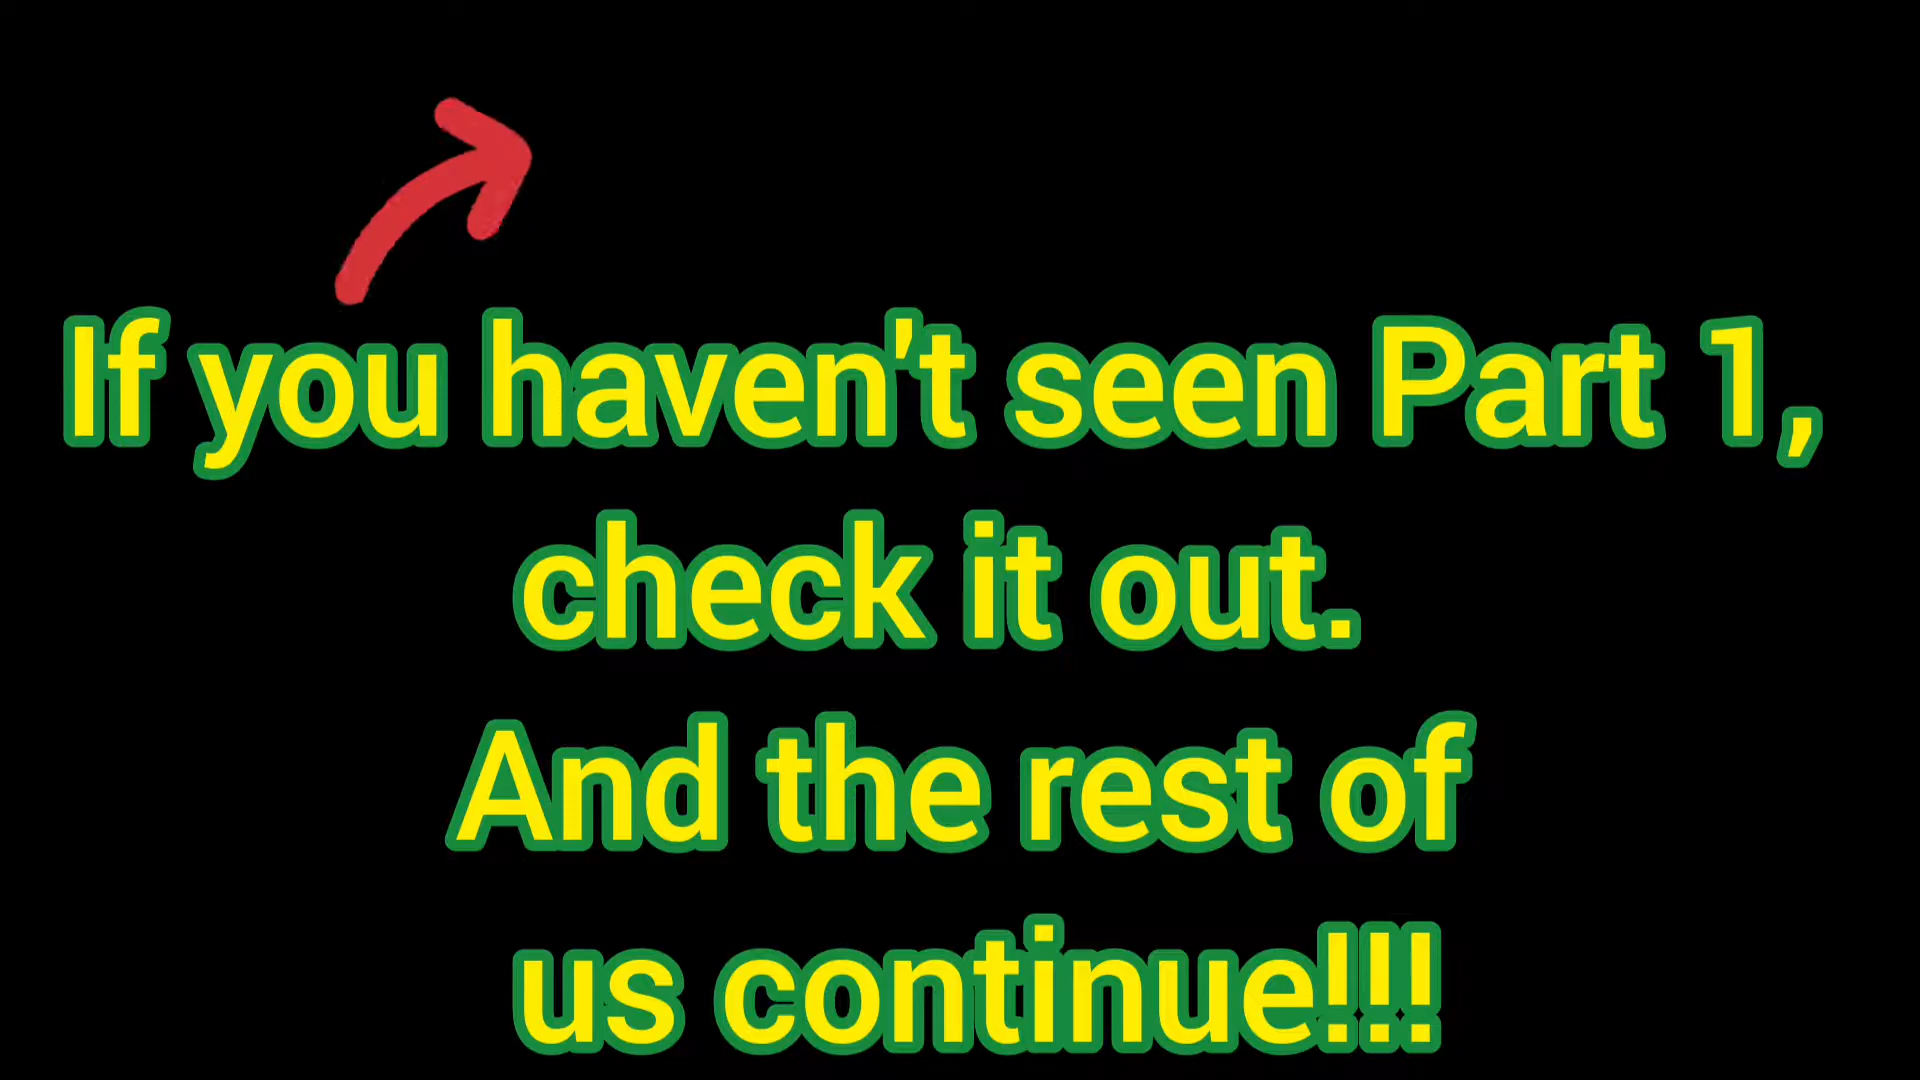 If you haven't seen Part 1,
check it out.
And the rest of
us continue!!!